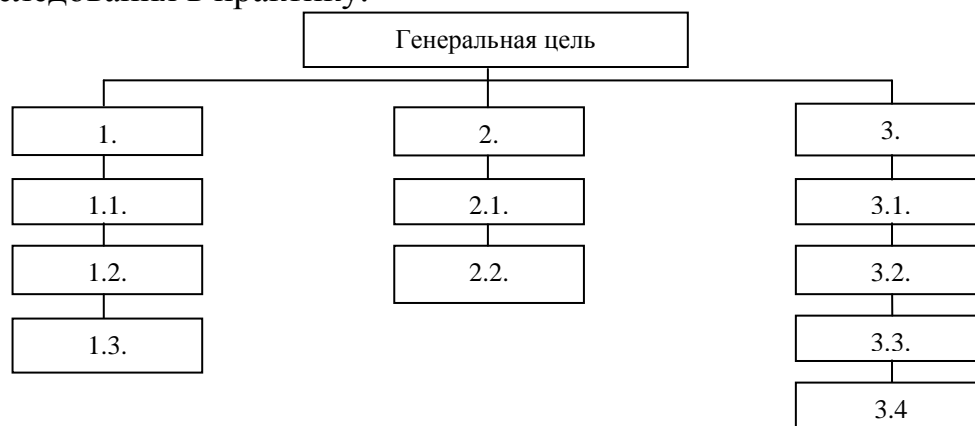 в практику.
Генеральная цель
1. 2. 3.
1.1. 2.1. 3.1.
1.2. 2.2. 3.2.
1.3. 3.3.
3.4